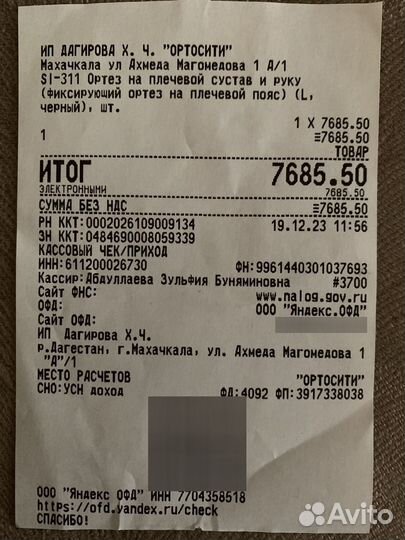 ИП ДАГИРОВА Х. Ч. "ОРТОСИТИ"
Махачкала ул Ахмеда Магомедова 1 А/1
SI-311 Ортез на плечевой сустав и руку
(фиксирующий ортез на плечевой пояс) (L,
черный), шт.
1 X 7685.50
1 ≡7685.50
ТОВАР
ИТОГ 7685.50
ЭЛЕКТРОННЫМИ 7685.50
СУММА БЕЗ НДС ≡7685.50
РН ККТ:0002026109009134 19.12.23 11:56
ЗН ККТ:0484690008059339
КАССОВЫЙ ЧЕК/ПРИХОД
ИНН:611200026730 ФН:9961440301037693
Кассир:Абдуллаева Зульфия Буняминовна #3700
Сайт ФНС: www.nalog.gov.ru
ОФД: ООО "Яндекс.ОФД"
Сайт ОФД:
ИП Дагирова Х.Ч.
р.Дагестан, г.Махачкала, ул. Ахмеда Магомедова 1
"А"/1
МЕСТО РАСЧЕТОВ "ОРТОСИТИ"
СНО:УСН доход ФД:4092 ФП:3917338038
ООО "Яндекс ОФД" ИНН 7704358518
https://ofd.yandex.ru/check
СПАСИБО!
Avito